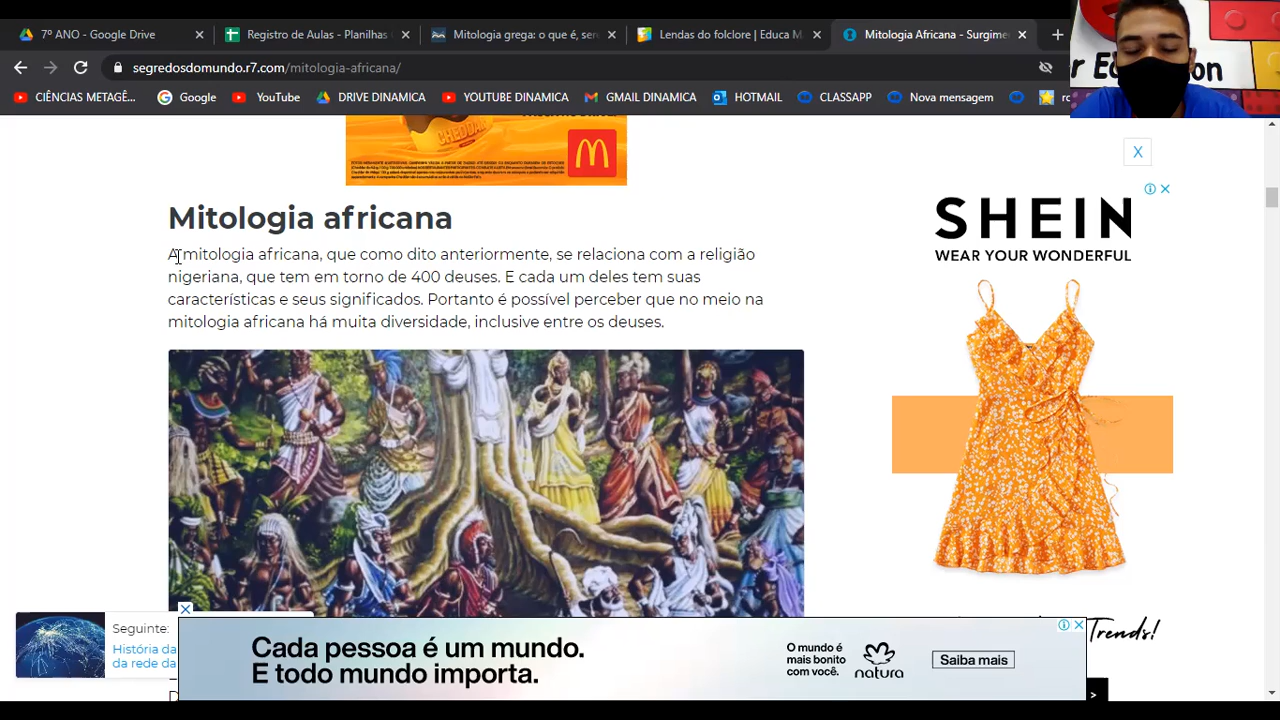 7º ANO - Google Drive
Registro de Aulas - Planilhas
Mitologia grega: o que é, ser
Lendas do folclore | Educa M
Mitologia Africana - Surgime
segredosdomundo.r7.com/mitologia-africana/
CIÊNCIAS METAGÊ...
Google
YouTube
DRIVE DINAMICA
YOUTUBE DINAMICA
GMAIL DINAMICA
HOTMAIL
CLASSAPP
Nova mensagem
CHEDDAR
X
Mitologia africana
A mitologia africana, que como dito anteriormente, se relaciona com a religião
nigeriana, que tem em torno de 400 deuses. E cada um deles tem suas
características e seus significados. Portanto é possível perceber que no meio na
mitologia africana há muita diversidade, inclusive entre os deuses.
SHEIN
WEAR YOUR WONDERFUL
Trends!
Seguinte:
História da
da rede da
Cada pessoa é um mundo.
E todo mundo importa.
O mundo é
mais bonito
com você.
natura
Saiba mais